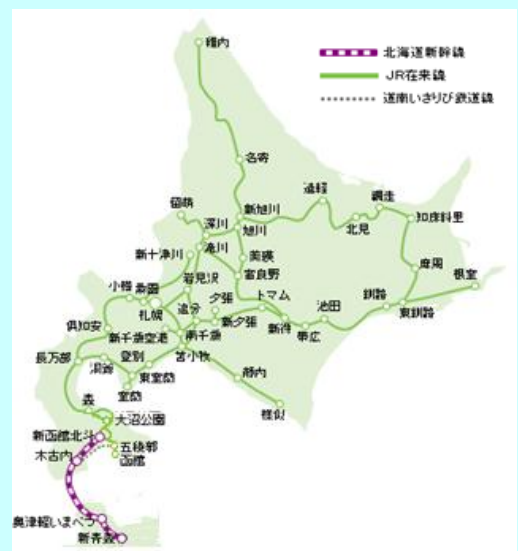 稚内
北海道新幹線
JR在来線
道南いさりび鉄道線
名寄
遠軽
網走
留萌
新旭川
北見
知床斜里
深川
旭川
滝川
新十津川
美瑛
摩周
富良野
岩見沢
根室
小樽
桑園
夕張
トマム
池田
釧路
札幌
追分
東釧路
倶知安
新千歳空港
南千歳
新夕張
新得
帯広
長万部
登別
苫小牧
洞爺
東室蘭
静内
室蘭
様似
森
大沼公園
新函館北斗
五稜郭
木古内
函館
奥津軽いまべつ
新青森